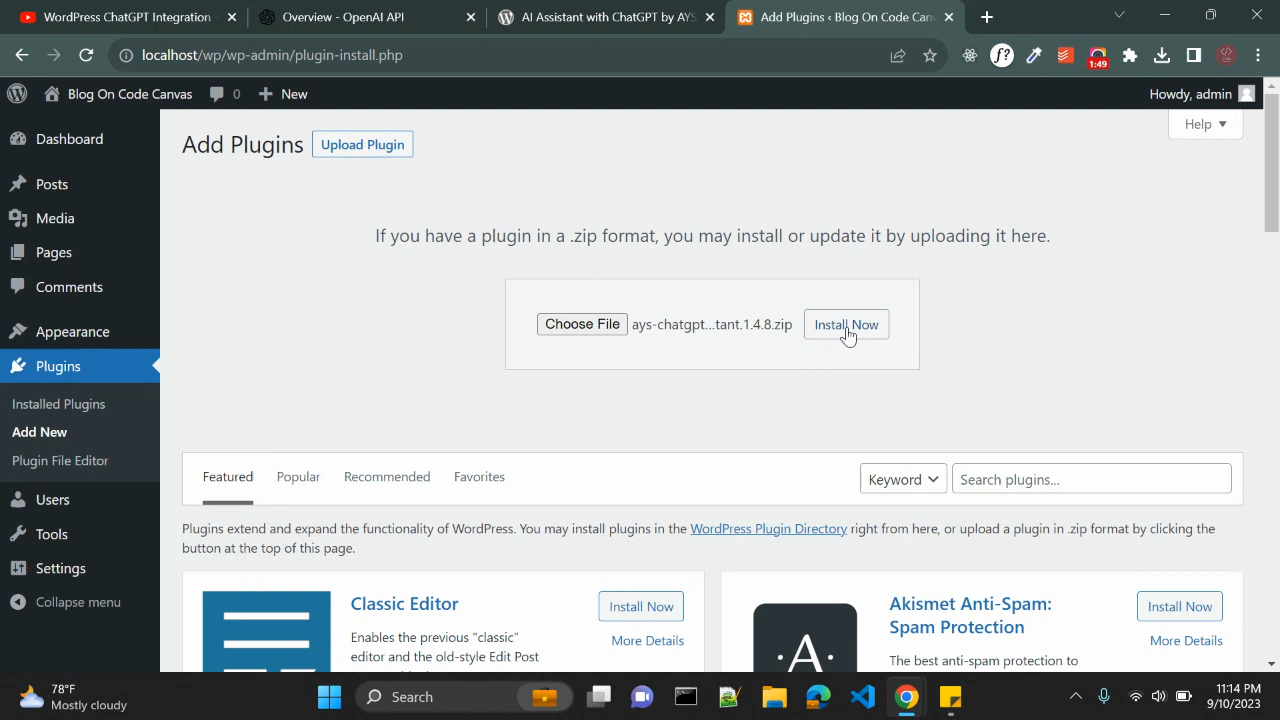 WordPress ChatGPT Integration
Overview - OpenAI API
AI Assistant with ChatGPT by AYS
Add Plugins ‹ Blog On Code Can
localhost/wp/wp-admin/plugin-install.php
f?
1:49
Blog On Code Canvas
0
New
Howdy, admin
Dashboard
Posts
Media
Pages
Comments
Appearance
Plugins
Installed Plugins
Add New
Plugin File Editor
Users
Tools
Settings
Collapse menu
Add Plugins
Upload Plugin
Help
If you have a plugin in a .zip format, you may install or update it by uploading it here.
Choose File
ays-chatgpt...tant.1.4.8.zip
Install Now
Featured
Popular
Recommended
Favorites
Keyword
Search plugins...
Plugins extend and expand the functionality of WordPress. You may install plugins in the WordPress Plugin Directory right from here, or upload a plugin in .zip format by clicking the
button at the top of this page.
Classic Editor
Install Now
More Details
Enables the previous "classic"
editor and the old-style Edit Post
·A·
Akismet Anti-Spam:
Spam Protection
Install Now
More Details
The best anti-spam protection to
78°F
Mostly cloudy
Search
11:14 PM
9/10/2023